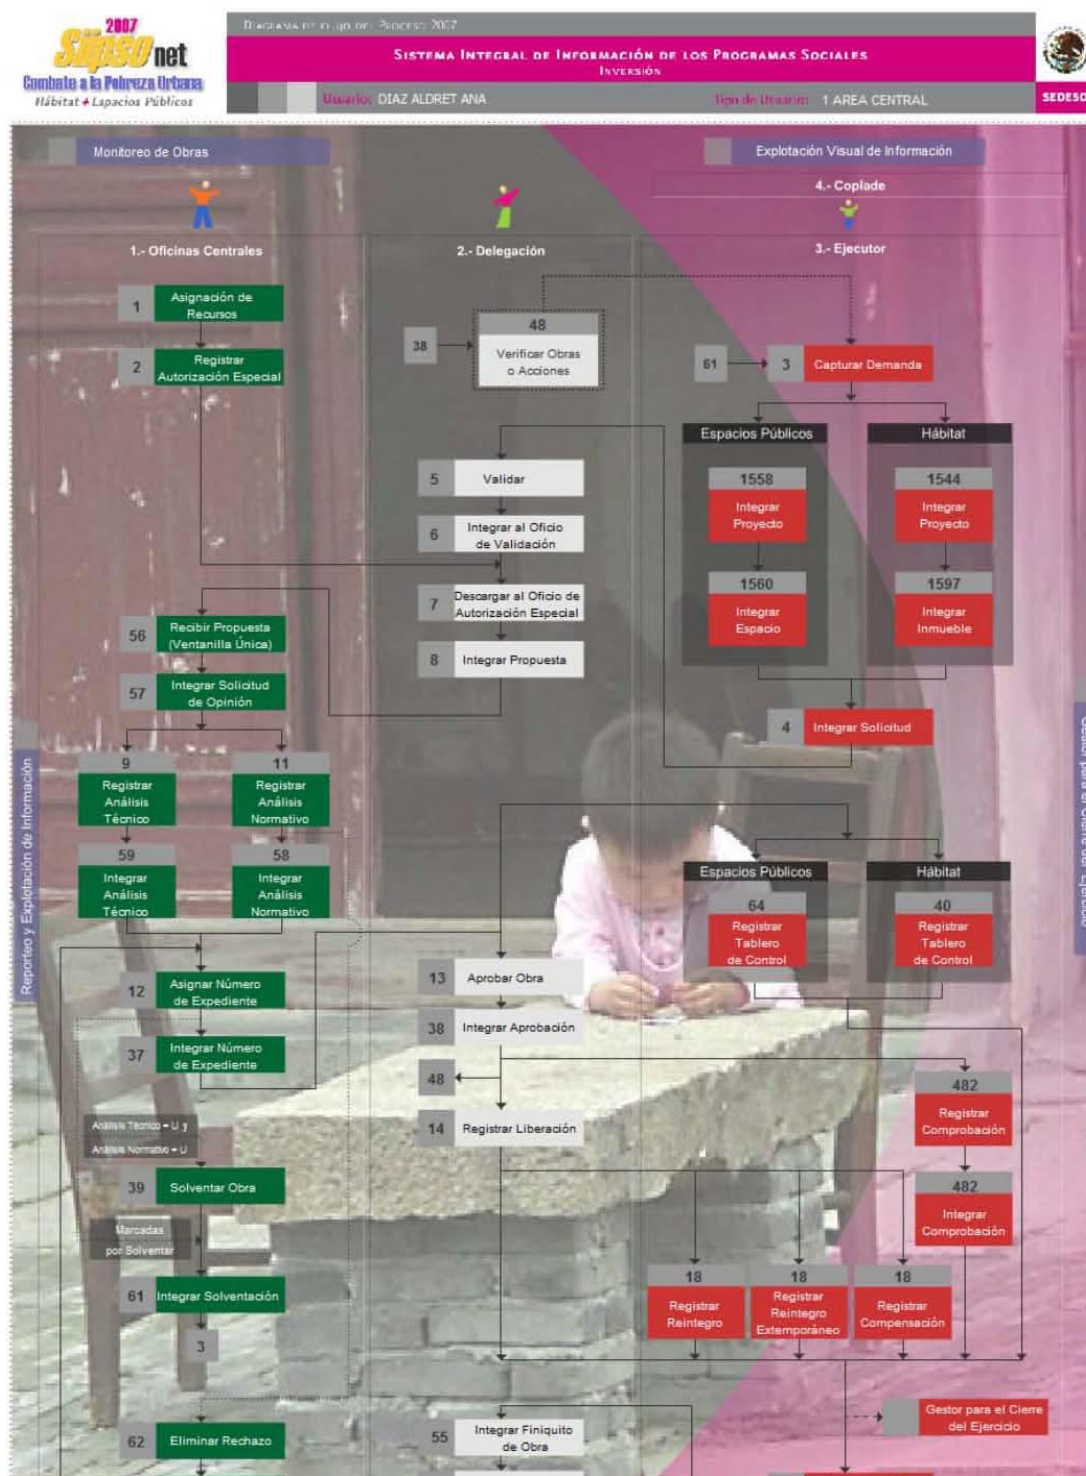 2007
Siipso net
Combate a la Pobreza Urbana
Hábitat + Espacios Públicos
DIAGRAMA DE FLUJO DEL PROCESO 2007
SISTEMA INTEGRAL DE INFORMACIÓN DE LOS PROGRAMAS SOCIALES
INVERSIÓN
Usuario: DIAZ ALDRET ANA
Tipo de Usuario: 1 AREA CENTRAL
SEDESO
Monitoreo de Obras
Explotación Visual de Información
4.- Coplade
1.- Oficinas Centrales
2.- Delegación
3.- Ejecutor
1
Asignación de
Recursos
2
Registrar
Autorización Especial
38
48
Verificar Obras
o Acciones
61
3
Capturar Demanda
Espacios Públicos
Hábitat
1558
Integrar
Proyecto
1544
Integrar
Proyecto
1560
Integrar
Espacio
1597
Integrar
Inmueble
5
Validar
6
Integrar al Oficio
de Validación
7
Descargar al Oficio de
Autorización Especial
8
Integrar Propuesta
56
Recibir Propuesta
(Ventanilla Única)
57
Integrar Solicitud
de Opinión
4
Integrar Solicitud
9
Registrar
Análisis
Técnico
11
Registrar
Análisis
Normativo
59
Integrar
Análisis
Técnico
58
Integrar
Análisis
Normativo
Reporteo y Explotación de Información
Espacios Públicos
Hábitat
64
Registrar
Tablero
de Control
40
Registrar
Tablero
de Control
12
Asignar Número
de Expediente
37
Integrar Número
de Expediente
13
Aprobar Obra
38
Integrar Aprobación
48
14
Registrar Liberación
482
Registrar
Comprobación
482
Integrar
Comprobación
Análisis Técnico = U y
Análisis Normativo = U
39
Solventar Obra
Marcadas
por Solventar
61
Integrar Solventación
3
18
Registrar
Reintegro
18
Registrar
Reintegro
Extemporáneo
18
Registrar
Compensación
Gestor para el Cierre
del Ejercicio
62
Eliminar Rechazo
55
Integrar Finiquito
de Obra